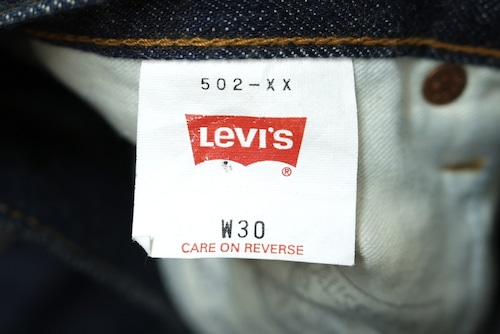 502-XX
LEVI'S
®
W30
CARE ON REVERSE